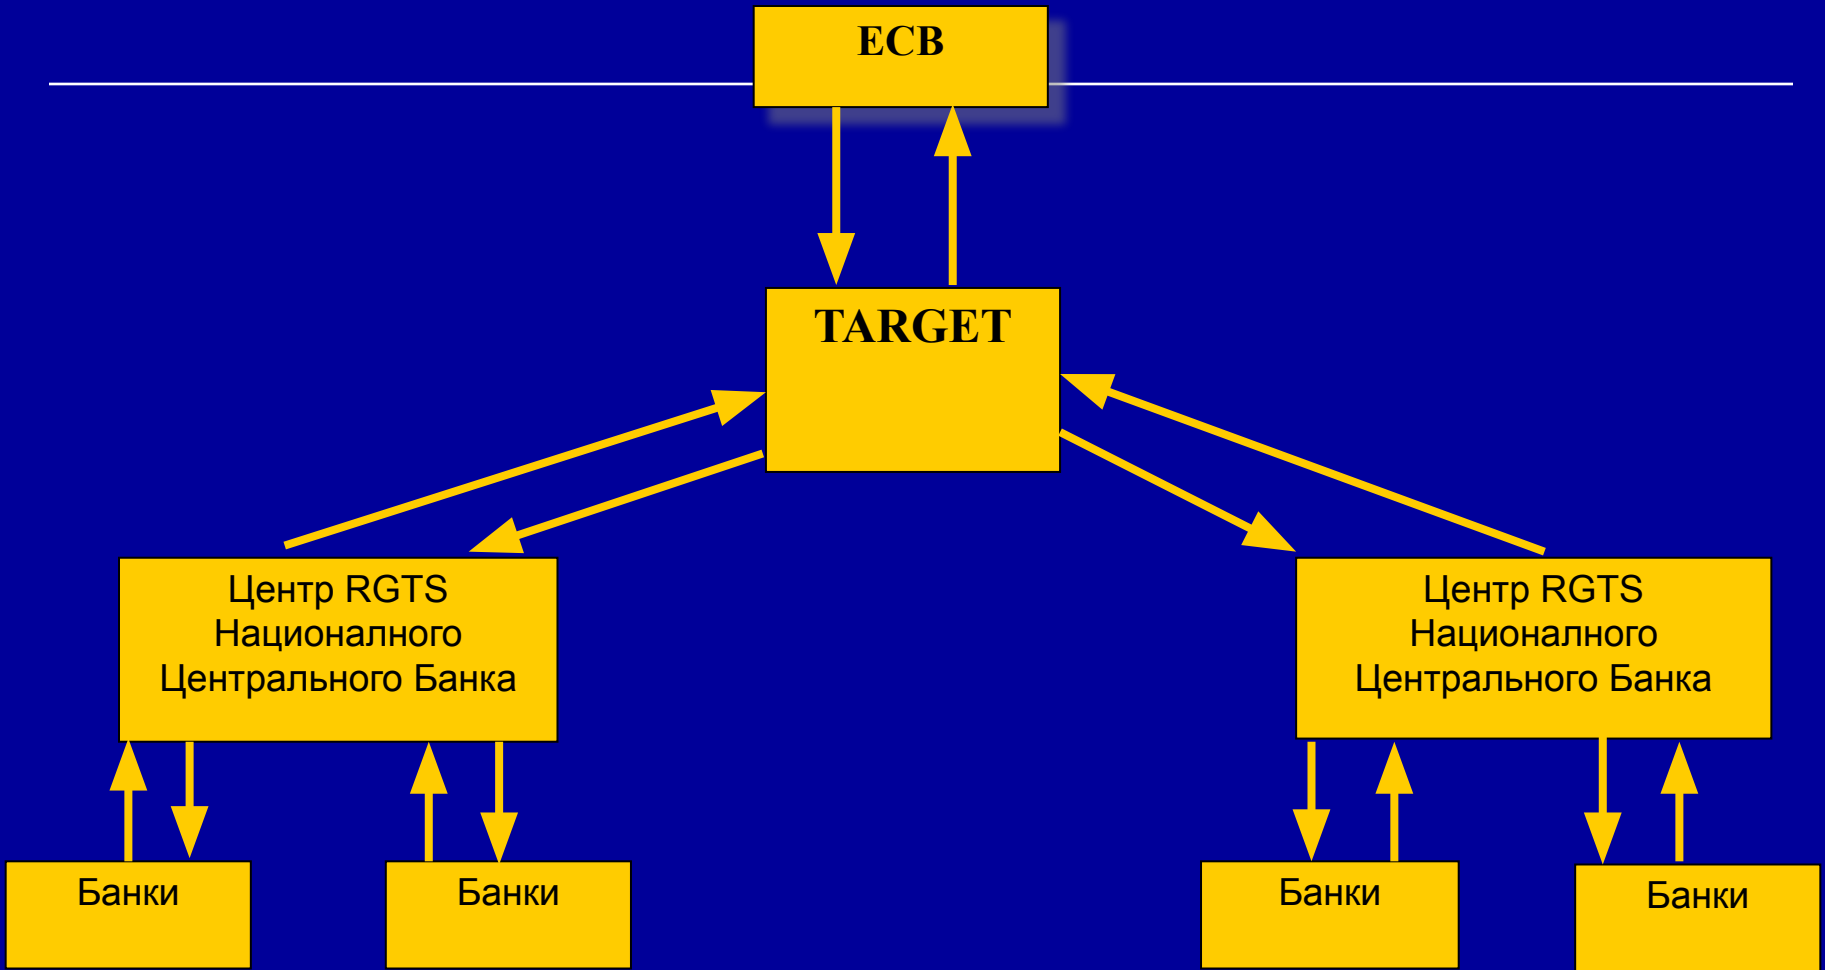 ECB
TARGET
Центр RGTS
Националного
Центрального Банка
Центр RGTS
Националного
Центрального Банка
Банки
Банки
Банки
Банки